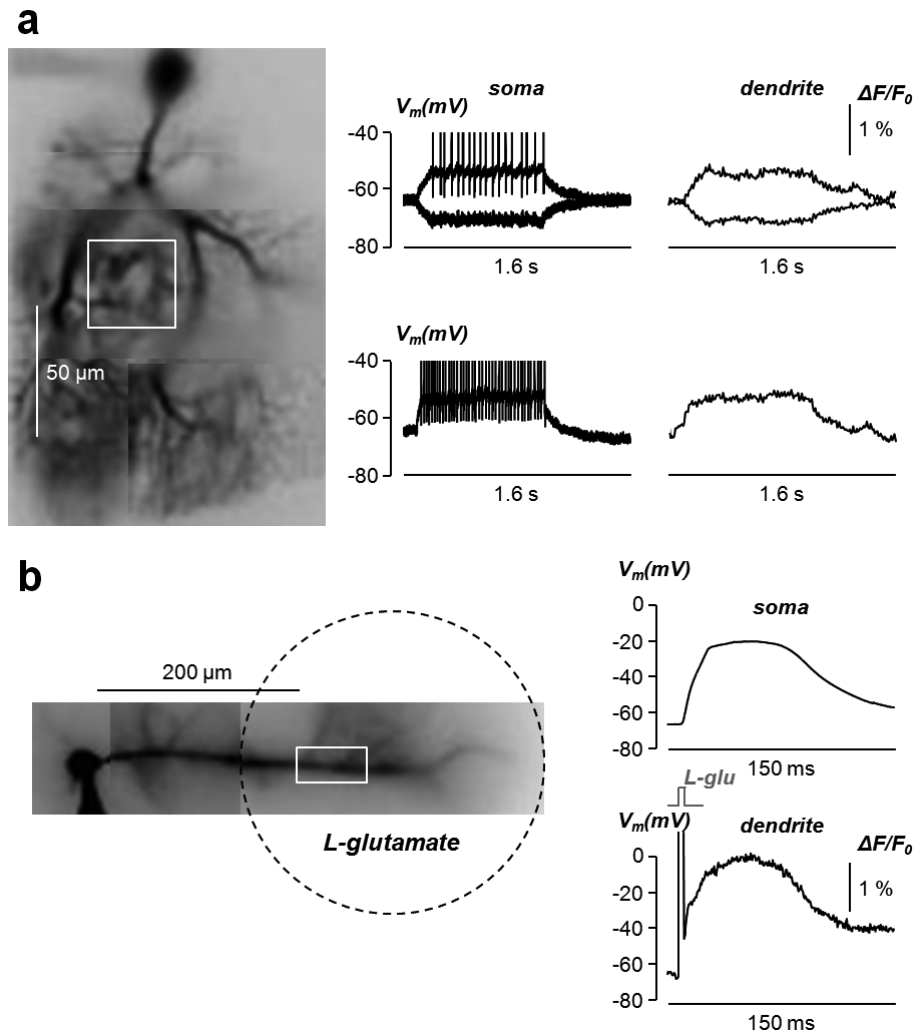 a
soma
dendrite
ΔF/F0
Vm(mV)
1 %
-40
-60
-80
1.6 s
1.6 s
Vm(mV)
-40
-60
-80
1.6 s
1.6 s
50 µm
b
200 µm
L-glutamate
Vm(mV)
soma
0
-20
-40
-60
-80
150 ms
L-glu
Vm(mV)
dendrite
ΔF/F0
1 %
0
-20
-40
-60
-80
150 ms